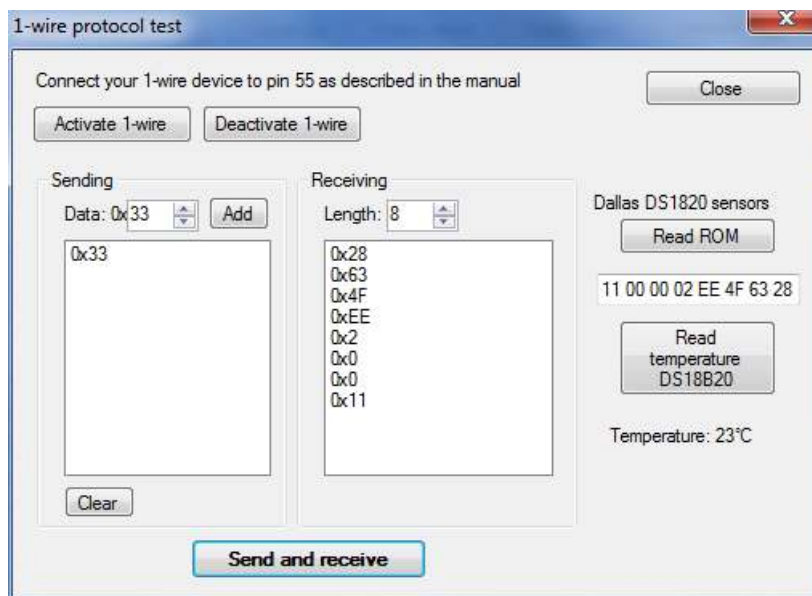 1-wire protocol test
Connect your 1-wire device to pin 55 as described in the manual
Close
Activate 1-wire
Deactivate 1-wire
Sending
Data: 0x 33
Add
0x33
Clear
Receiving
Length: 8
0x28
0x63
0x4F
0xEE
0x2
0x0
0x0
0x11
Dallas DS1820 sensors
Read ROM
11 00 00 02 EE 4F 63 28
Read
temperature
DS18B20
Temperature: 23°C
Send and receive